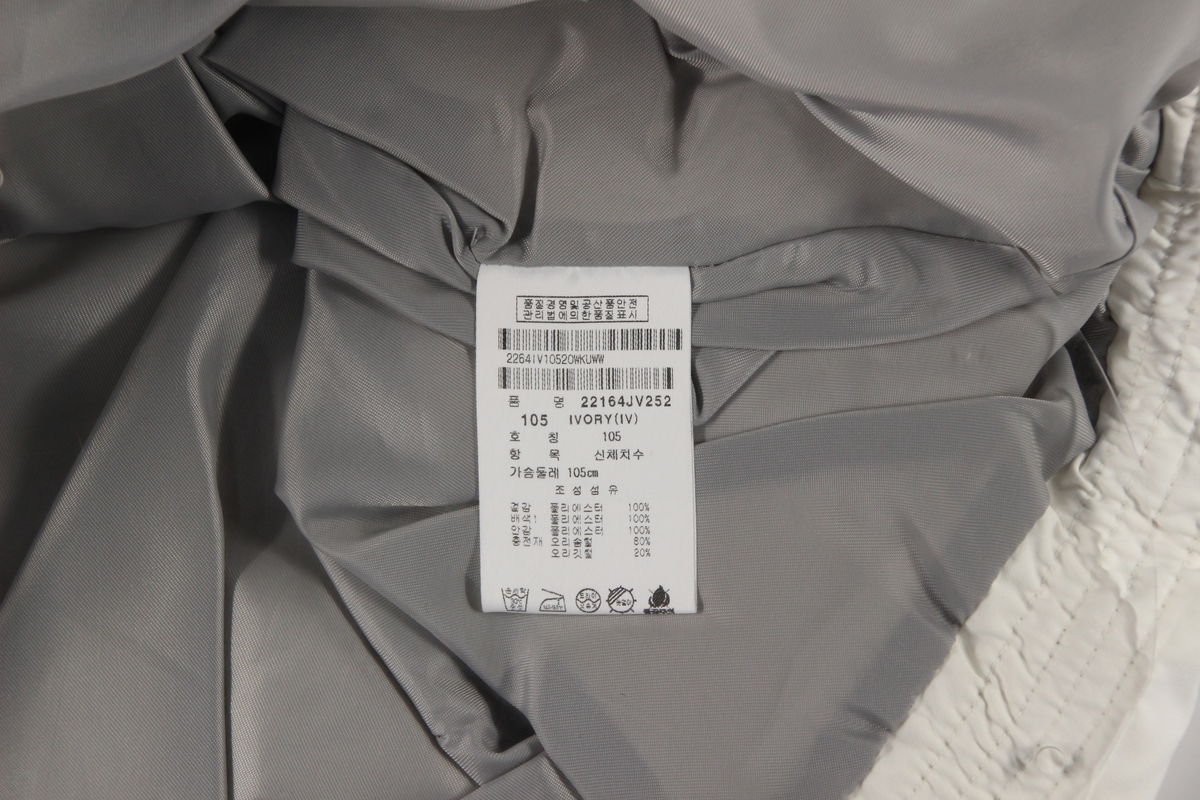 품질경영및공산품안전
관리법에의한품질표시
2264IV10520WKUWW
품 명 22164JV252
105 IVORY(IV)
호 칭 105
항 목 신체치수
가슴둘레 105cm
조성섬유
겉감 폴리에스터 100%
배색1 폴리에스터 100%
안감 폴리에스터 100%
충전재 오리솜털 80%
오리깃털 20%